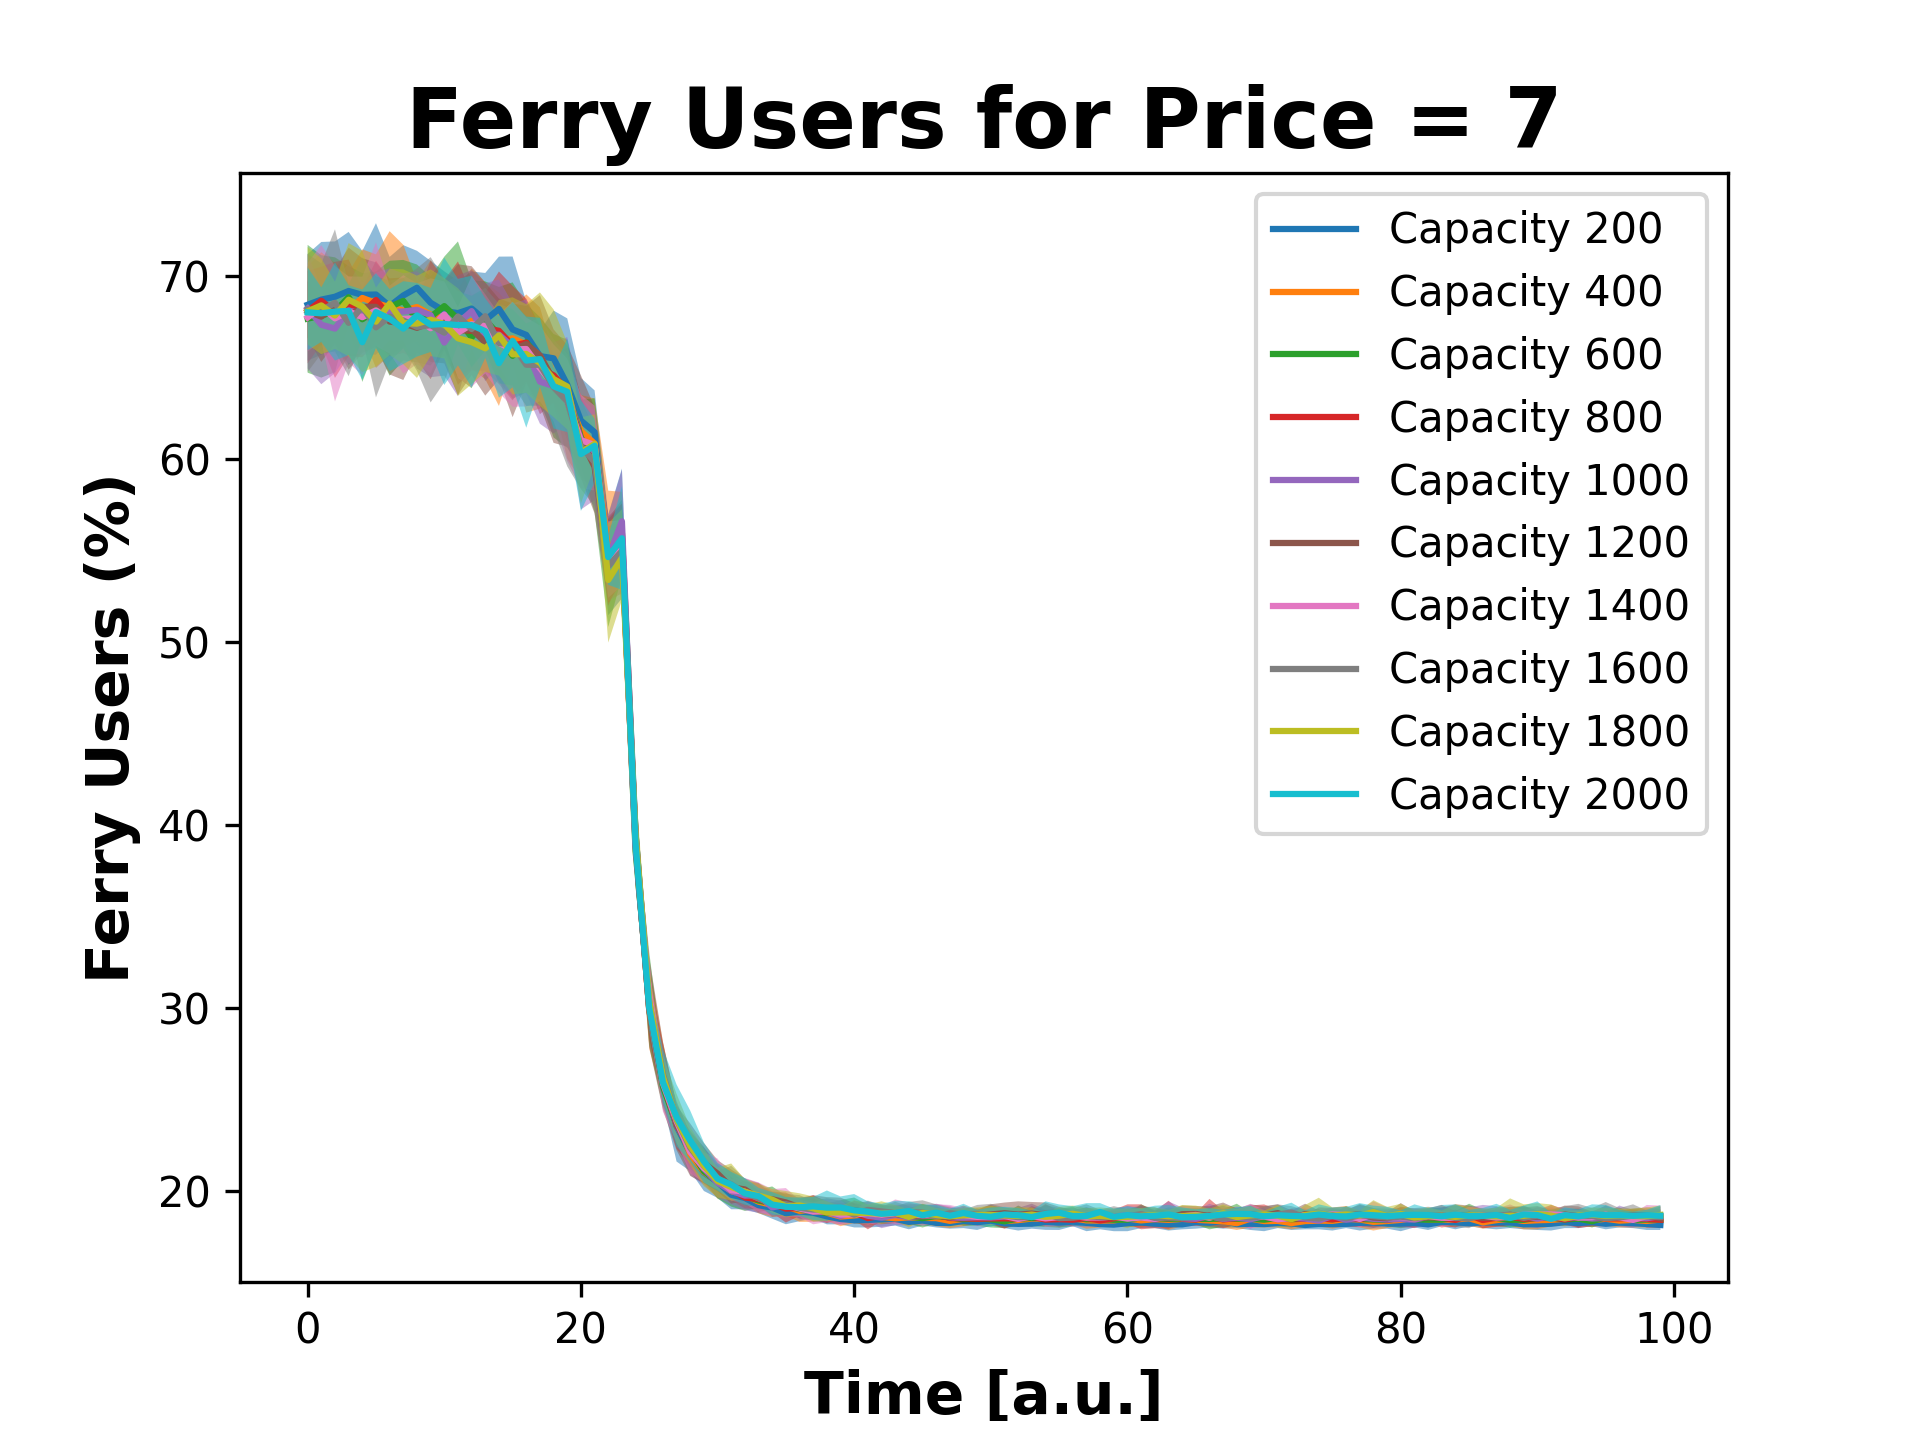 Ferry Users for Price = 7
Ferry Users (%)
70
60
50
40
30
20
Capacity 200
Capacity 400
Capacity 600
Capacity 800
Capacity 1000
Capacity 1200
Capacity 1400
Capacity 1600
Capacity 1800
Capacity 2000
0 20 40 60 80 100
Time [a.u.]